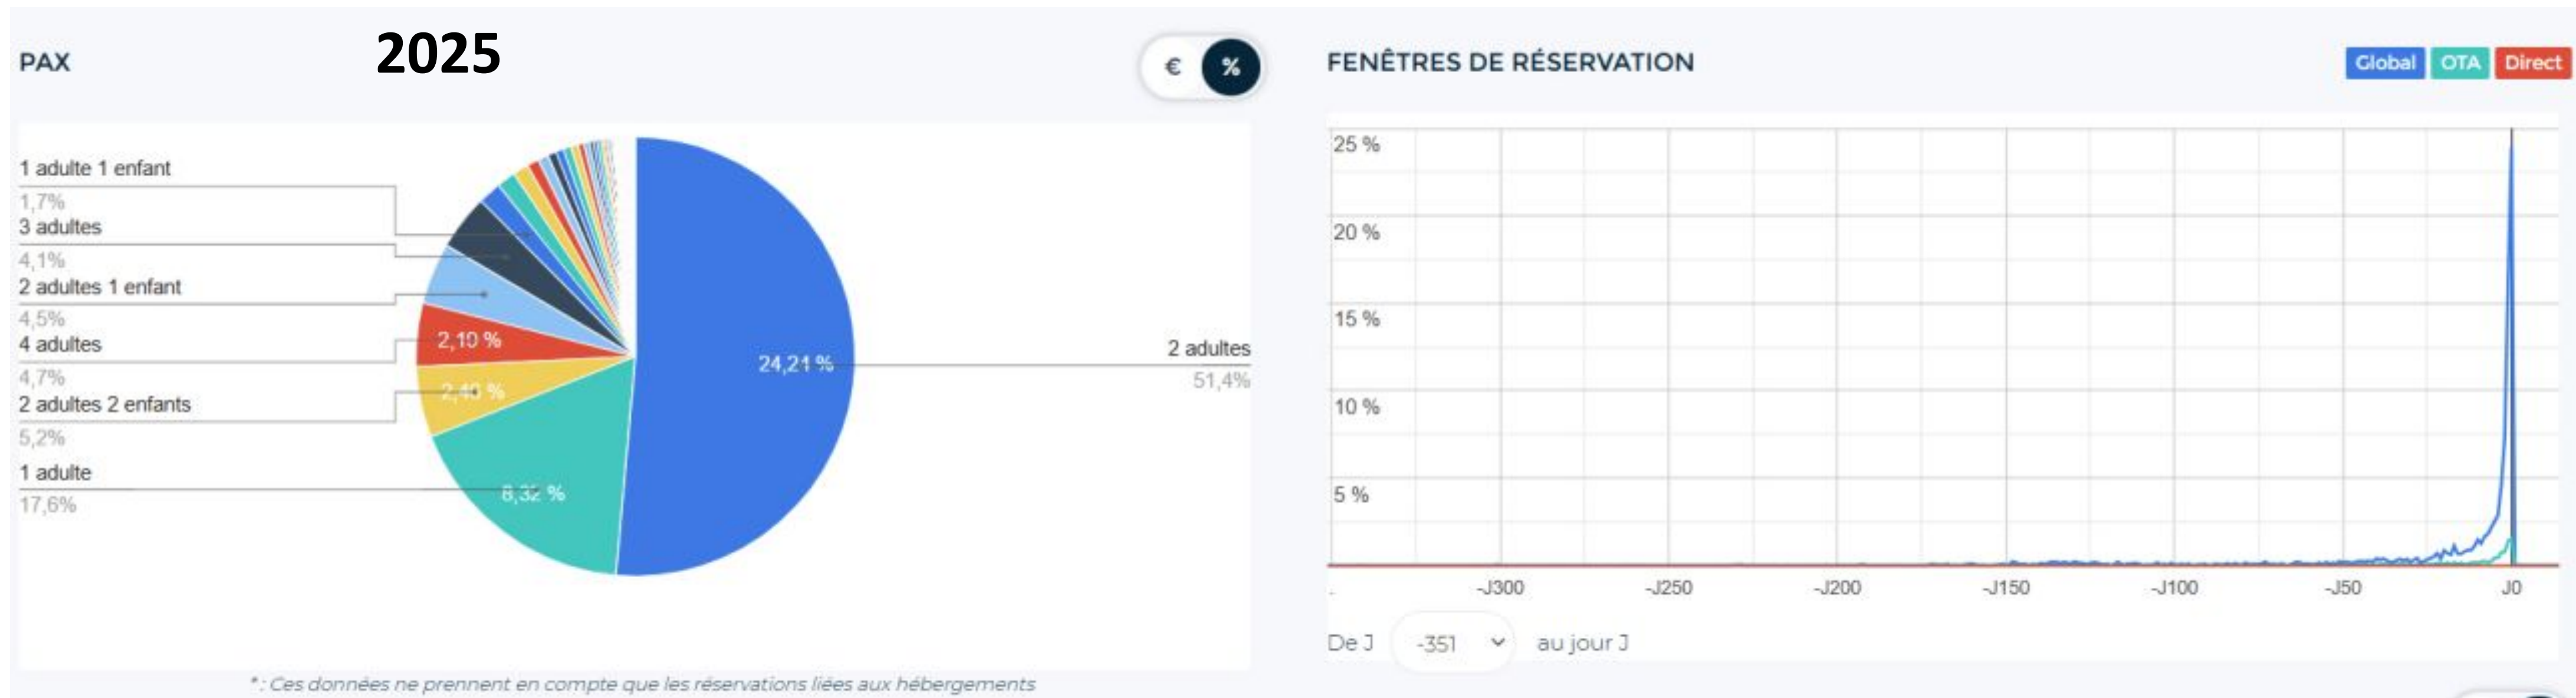 PAX
2025
€ %
1 adulte 1 enfant
1,7%
3 adultes
4,1%
2 adultes 1 enfant
4,5%
4 adultes
4,7%
2 adultes 2 enfants
5,2%
1 adulte
17,6%
2,10 %
8,32 %
24,21 %
2 adultes
51,4%
*: Ces données ne prennent en compte que les réservations liées aux hébergements
FENÊTRES DE RÉSERVATION
Global OTA Direct
25 %
20 %
15 %
10 %
5 %
-J300 -J250 -J200 -J150 -J100 -J50 J0
De J -351 au jour J